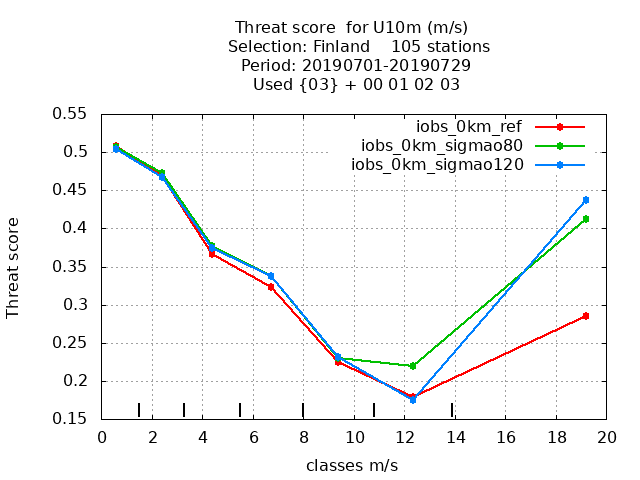 Threat score  for U10m (m/s)
Selection: Finland    105 stations
Period: 20190701-20190729
Used {03} + 00 01 02 03
iobs_0km_ref
iobs_0km_sigmao80
iobs_0km_sigmao120
Threat score
0.55
0.5
0.45
0.4
0.35
0.3
0.25
0.2
0.15
0 2 4 6 8 10 12 14 16 18 20
classes m/s